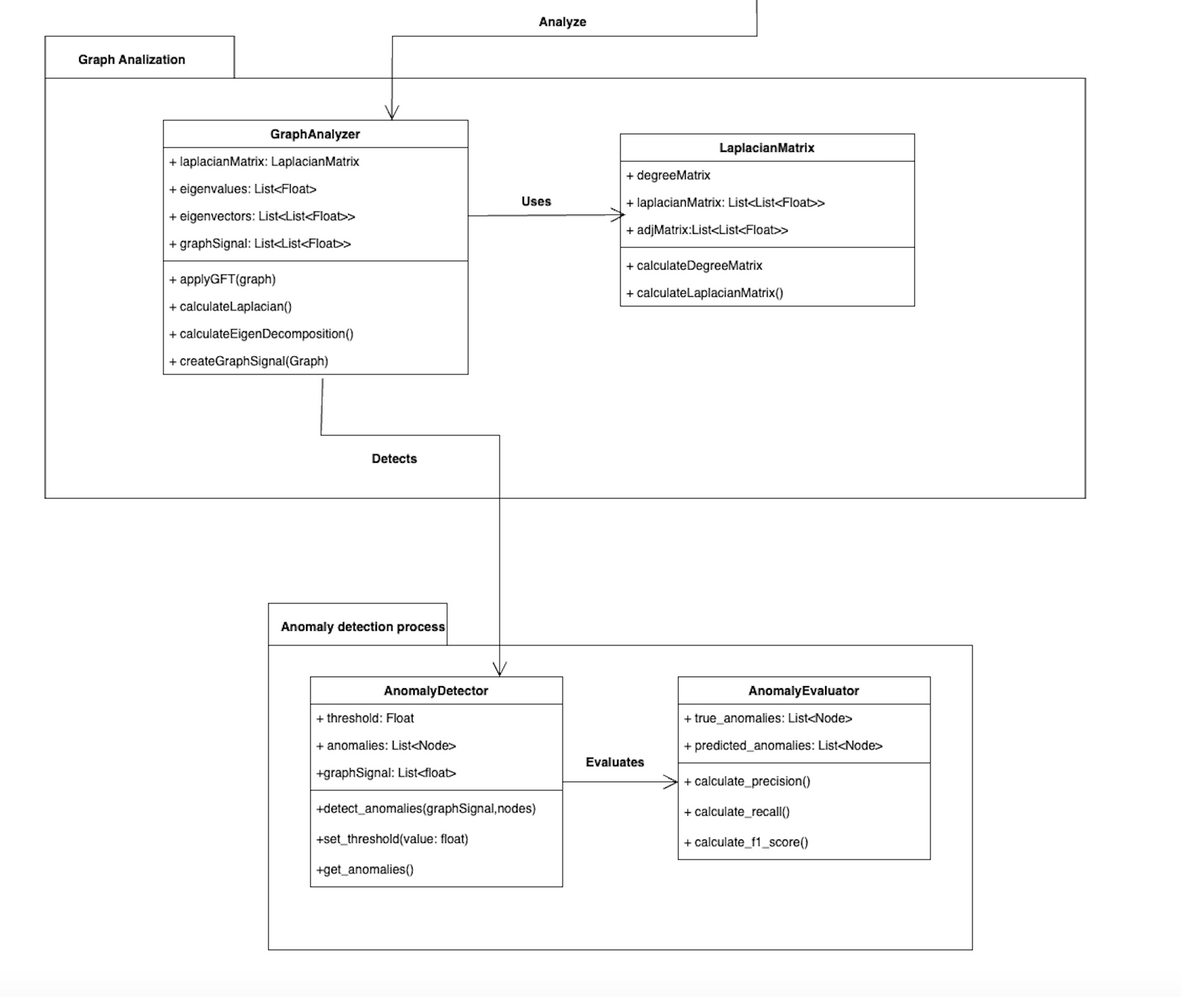 Analyze
Graph Analization
GraphAnalyzer
+ laplacianMatrix: LaplacianMatrix
+ eigenvalues: List<Float>
+ eigenvectors: List<List<Float>>
+ graphSignal: List<List<Float>>
+ applyGFT(graph)
+ calculateLaplacian()
+ calculateEigenDecomposition()
+ createGraphSignal(Graph)
Uses
LaplacianMatrix
+ degreeMatrix
+ laplacianMatrix: List<List<Float>>
+ adjMatrix:List<List<Float>>
+ calculateDegreeMatrix
+ calculateLaplacianMatrix()
Detects
Anomaly detection process
AnomalyDetector
+ threshold: Float
+ anomalies: List<Node>
+graphSignal: List<float>
+detect_anomalies(graphSignal,nodes)
+set_threshold(value: float)
+get_anomalies()
Evaluates
AnomalyEvaluator
+ true_anomalies: List<Node>
+ predicted_anomalies: List<Node>
+ calculate_precision()
+ calculate_recall()
+ calculate_f1_score()